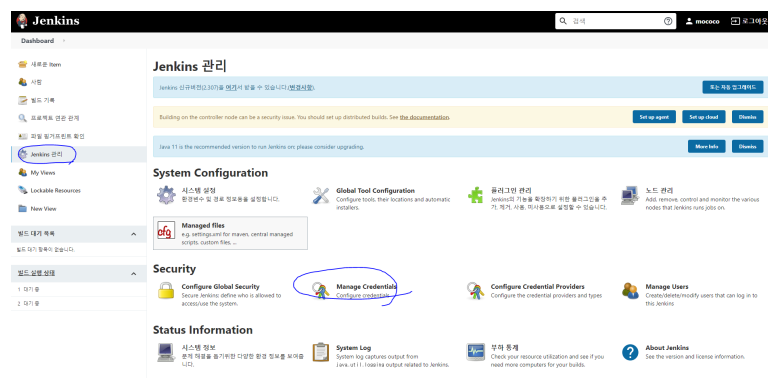 Jenkins
검색
mococo
로그아웃
Dashboard
새로운 Item
사람
빌드 기록
프로젝트 연관 관계
파일 핑거프린트 확인
Jenkins 관리
My Views
Lockable Resources
New View
빌드 대기 목록
빌드 대기 항목이 없습니다.
빌드 실행 상태
1 대기 중
2 대기 중
Jenkins 관리
Jenkins 신규버전(2.307)을 여기서 받을 수 있습니다.(변경사항).
또는 자동 업그레이드
Building on the controller node can be a security issue. You should set up distributed builds. See the documentation.
Set up agent
Set up cloud
Dismiss
Java 11 is the recommended version to run Jenkins on; please consider upgrading.
More Info
Dismiss
System Configuration
시스템 설정
환경변수 및 경로 정보등을 설정합니다.
Global Tool Configuration
Configure tools, their locations and automatic
installers.
플러그인 관리
Jenkins의 기능을 확장하기 위한 플러그인을 추
가, 제거, 사용, 미사용으로 설정할 수 있습니다.
노드 관리
Add, remove, control and monitor the various
nodes that Jenkins runs jobs on.
Managed files
e.g. settings.xml for maven, central managed
scripts, custom files, ...
Security
Configure Global Security
Secure Jenkins; define who is allowed to
access/use the system.
Manage Credentials
Configure credentials
Configure Credential Providers
Configure the credential providers and types
Manage Users
Create/delete/modify users that can log in to
this Jenkins
Status Information
시스템 정보
문제 해결을 돕기위한 다양한 환경 정보를 보여줍
니다.
System Log
System log captures output from
java.util.logging output related to Jenkins.
부하 통계
Check your resource utilization and see if you
need more computers for your builds.
About Jenkins
See the version and license information.